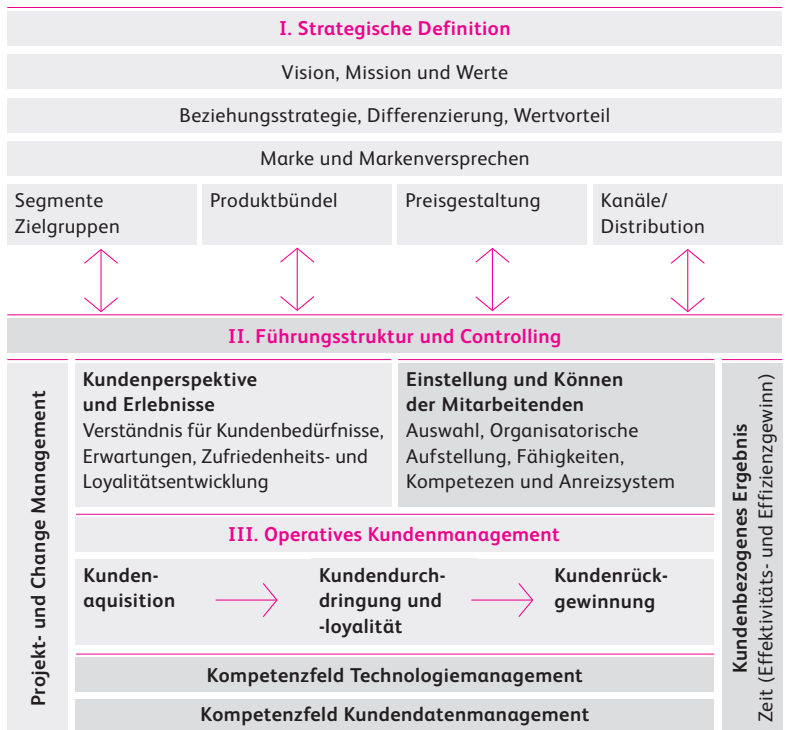 I. Strategische Definition
Vision, Mission und Werte
Beziehungsstrategie, Differenzierung, Wertvorteil
Marke und Markenversprechen
Segmente
Zielgruppen
Produktbündel
Preisgestaltung
Kanäle/
Distribution
II. Führungsstruktur und Controlling
Projekt- und Change Management
Kundenperspektive
und Erlebnisse
Verständnis für Kundenbedürfnisse,
Erwartungen, Zufriedenheits- und
Loyalitätsentwicklung
Einstellung und Können
der Mitarbeitenden
Auswahl, Organisatorische
Aufstellung, Fähigkeiten,
Kompetezen und Anreizsystem
III. Operatives Kundenmanagement
Kunden-
aquisition
Kundendurch-
dringung und
-loyalität
Kundenrück-
gewinnung
Kompetenzfeld Technologiemanagement
Kompetenzfeld Kundendatenmanagement
Kundenbezogenes Ergebnis
Zeit (Effektivitäts- und Effizienzgewinn)